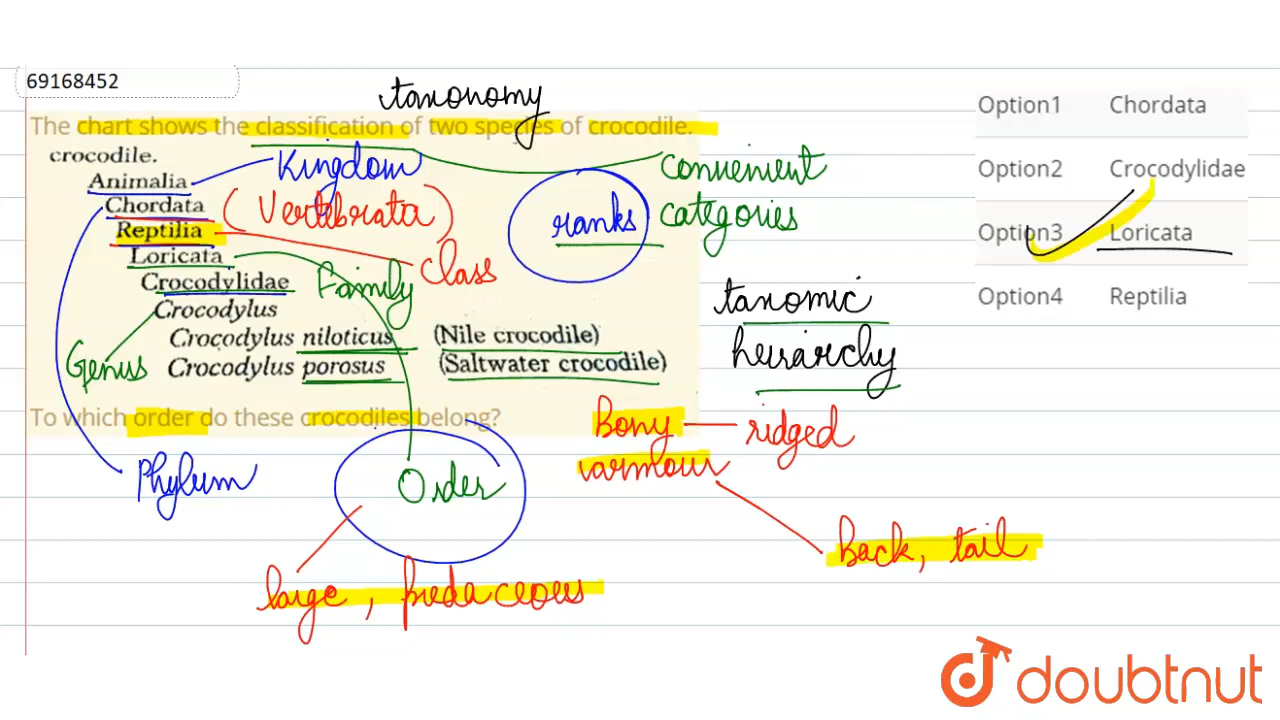 69168452
taxonomy
The chart shows the classification of two species of crocodile.
crocodile.
Animalia
Kingdom
Chordata
(Vertebrata)
Reptilia
Class
Loricata
Crocodylidae
Family
Crocodylus
Genus
Crocodylus niloticus (Nile crocodile)
Crocodylus porosus (Saltwater crocodile)
To which order do these crocodiles belong?
Phylum
Order
large, predaceous
ranks
Convenient
categories
taxomic
heirarchy
Bony
ridged
armour
Back, tail
Option1 Chordata
Option2 Crocodylidae
Option3 Loricata
Option4 Reptilia
doubtnut